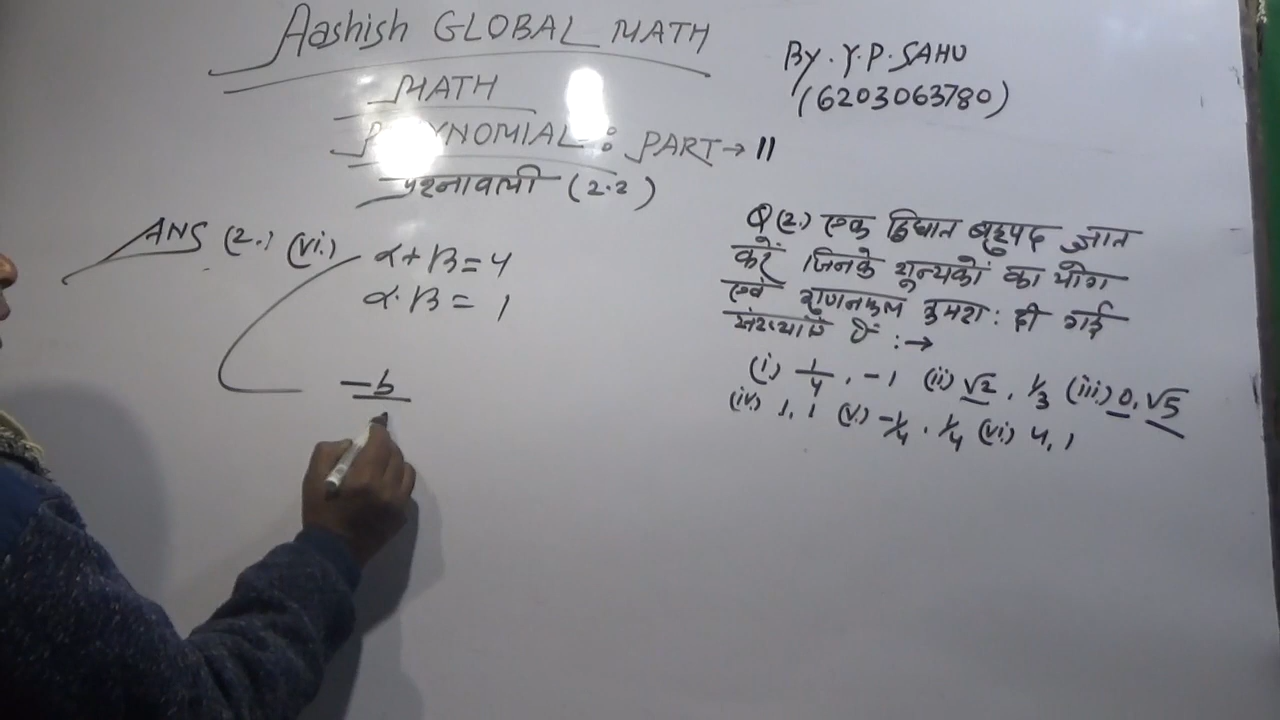 Aashish GLOBAL MATH
MATH
POLYNOMIAL : PART → 11
प्रश्नावली (2.2)
By. Y.P. SAHU
(6203063780)
ANS (2.) (vi.) α+β=4
α.β = 1
-b
Q(2.) एक द्विघात बहुपद ज्ञात
करें जिनके शून्यकों का योग
एवं गुणनफल क्रमश: दी गई
संख्याएँ हैं :→
(i) 1/4, -1 (ii) √2, 1/3 (iii) 0, √5
(iv.) 1, 1 (v.) -1/4, 1/4 (vi) 4, 1